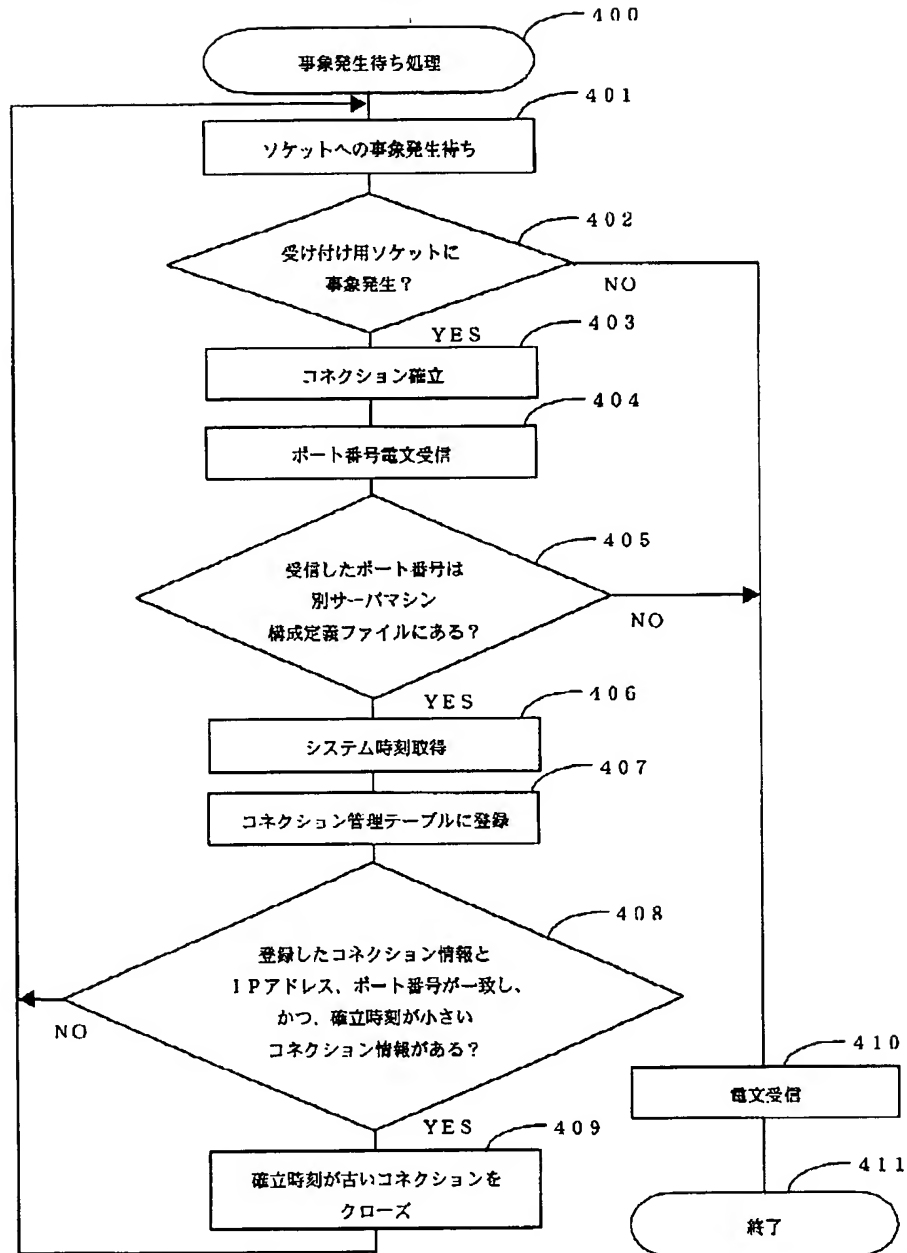 400
事象発生待ち処理
401
ソケットへの事象発生待ち
402
受け付け用ソケットに
事象発生？
NO
YES
403
コネクション確立
404
ポート番号電文受信
405
受信したポート番号は
別サーバマシン
構成定義ファイルにある？
NO
YES
406
システム時刻取得
407
コネクション管理テーブルに登録
408
登録したコネクション情報と
IPアドレス、ポート番号が一致し、
かつ、確立時刻が小さい
コネクション情報がある？
NO
YES
409
確立時刻が古いコネクションを
クローズ
410
電文受信
411
終了